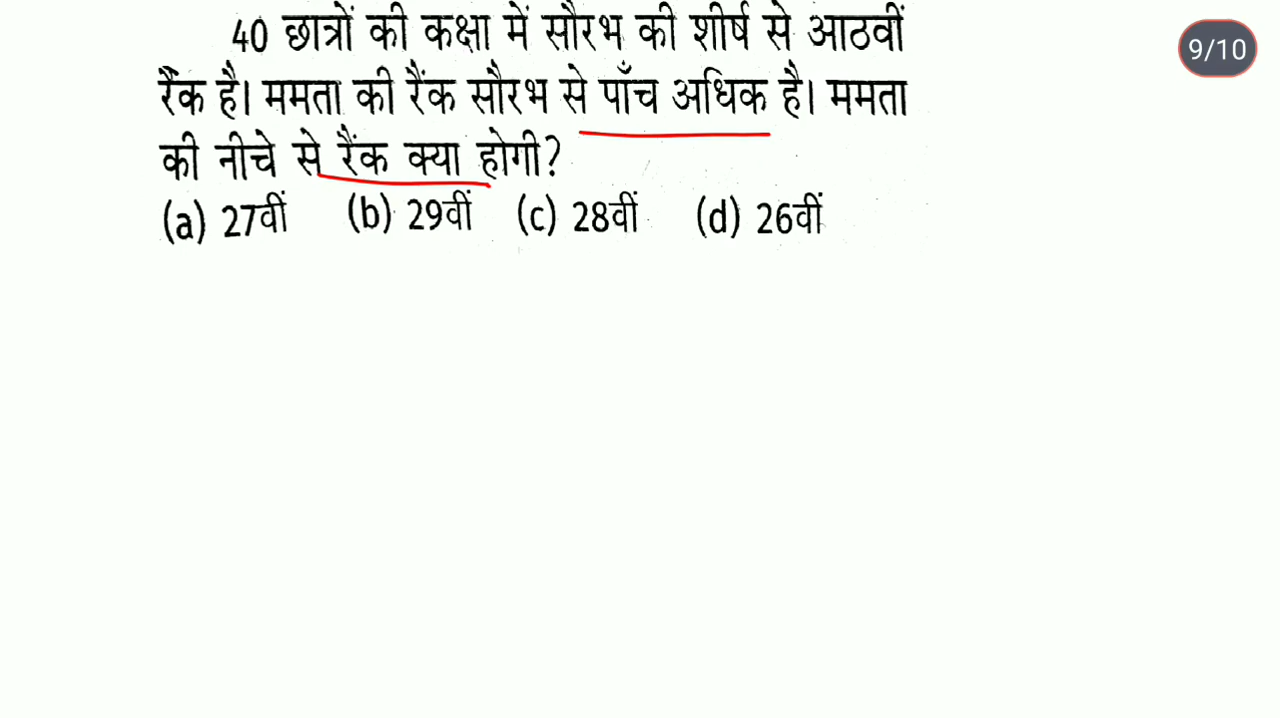 40 छात्रों की कक्षा में सौरभ की शीर्ष से आठवीं
रैंक है। ममता की रैंक सौरभ से पाँच अधिक है। ममता
की नीचे से रैंक क्या होगी?
(a) 27वीं (b) 29वीं (c) 28वीं (d) 26वीं
9/10